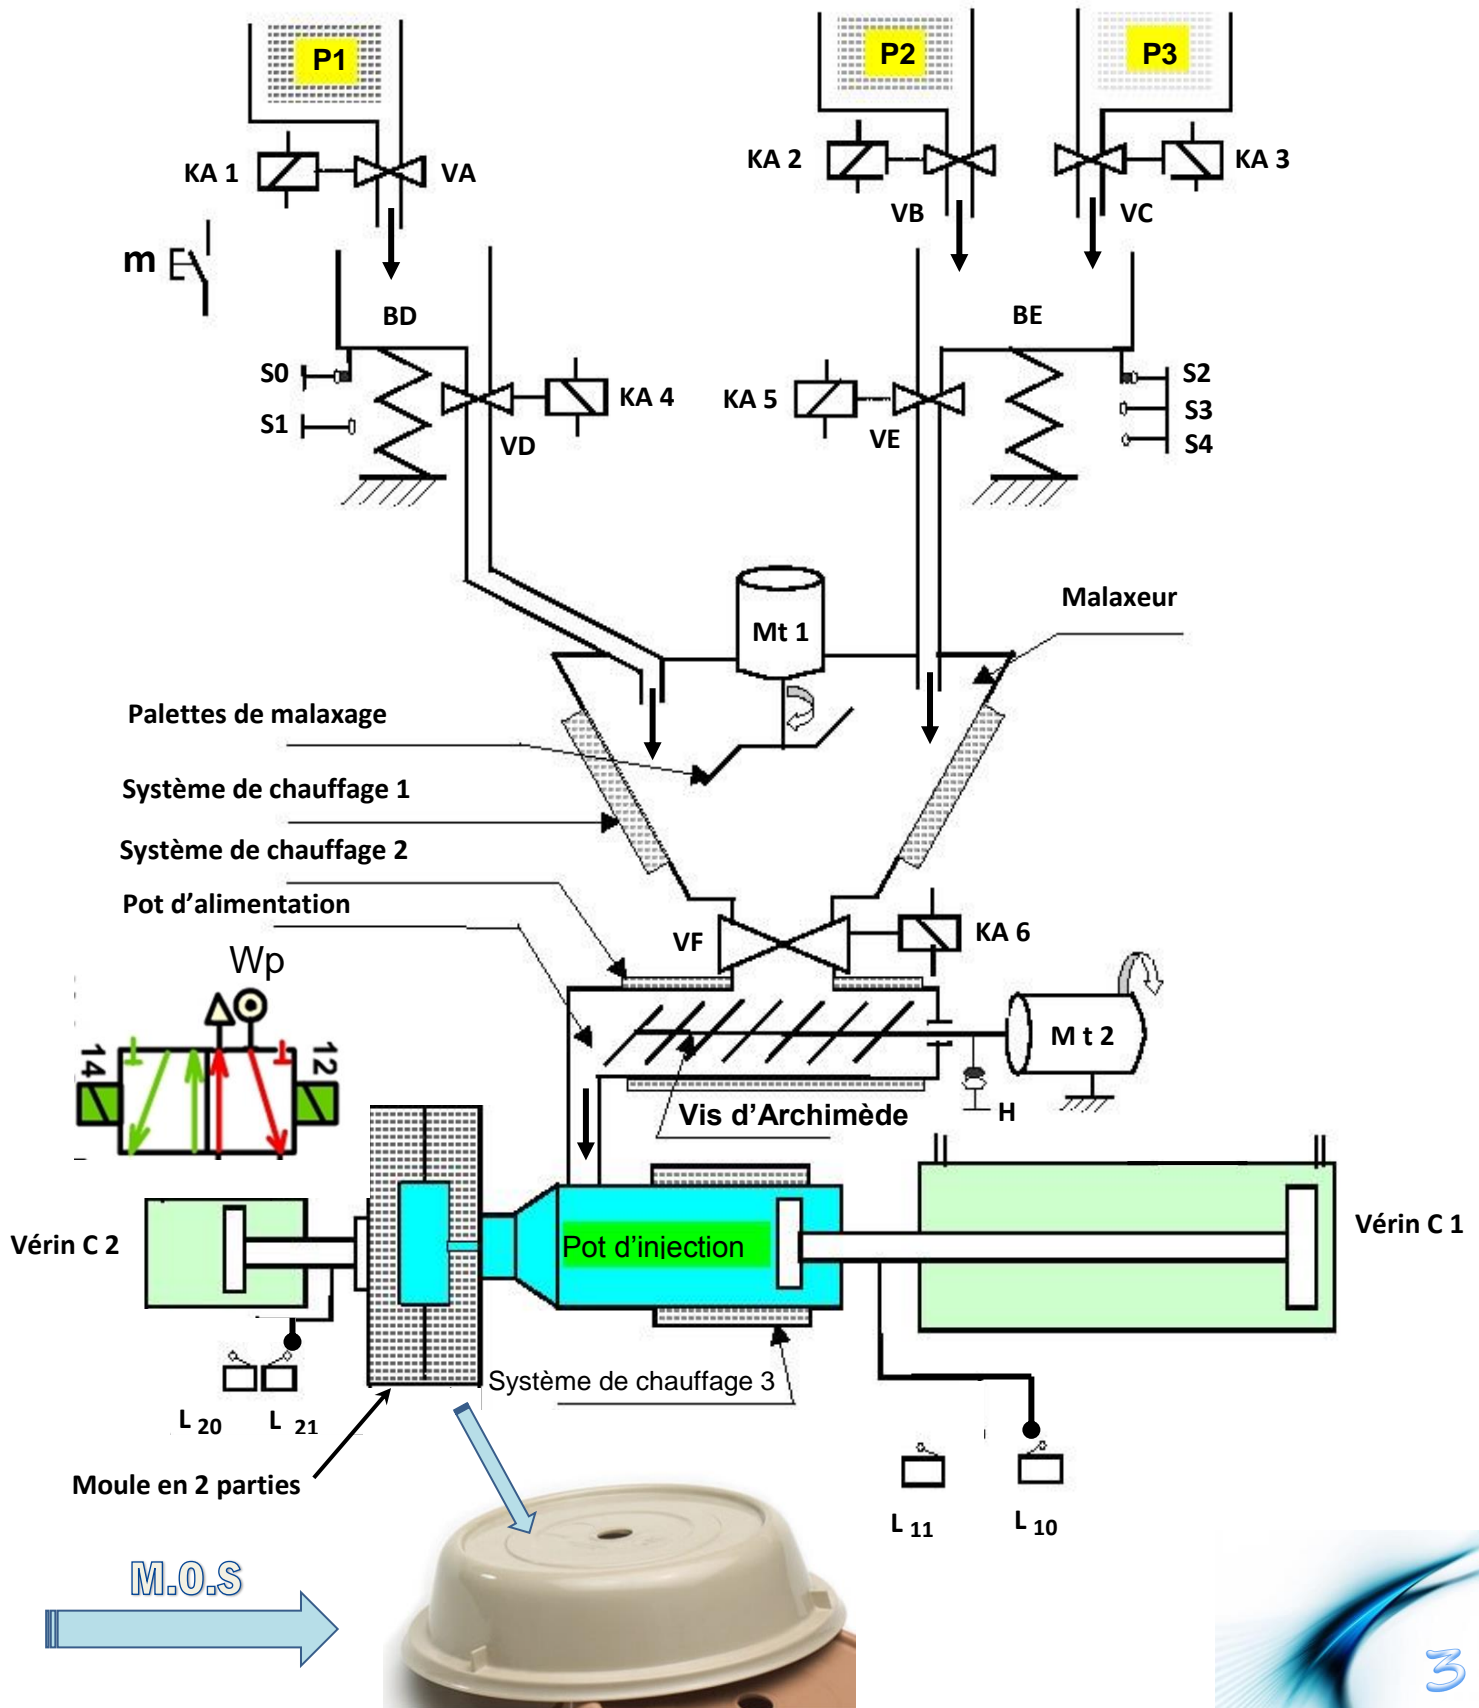 P1
P2
P3
KA 1
VA
KA 2
KA 3
VB
VC
m
BD
BE
S0
S1
KA 4
KA 5
S2
S3
S4
VD
VE
Mt 1
Malaxeur
Palettes de malaxage
Système de chauffage 1
Système de chauffage 2
Pot d'alimentation
VF
KA 6
Wp
14
12
M t 2
H
Vis d'Archimède
Vérin C 2
Pot d'injection
Vérin C 1
Système de chauffage 3
L 20
L 21
Moule en 2 parties
L 11
L 10
M.O.S
3